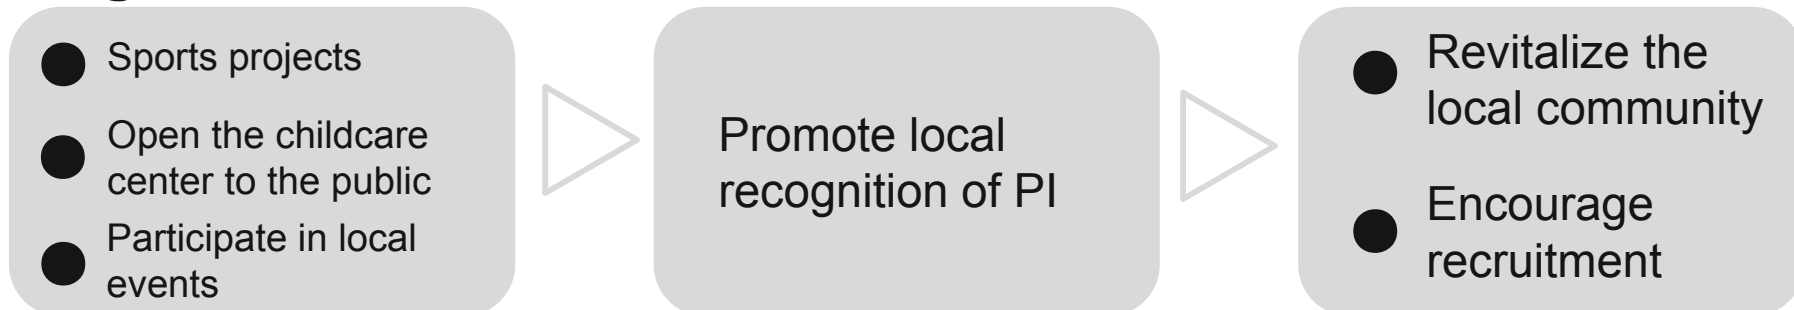 Sports projects
Open the childcare
center to the public
Participate in local
events
Promote local
recognition of PI
Revitalize the
local community
Encourage
recruitment